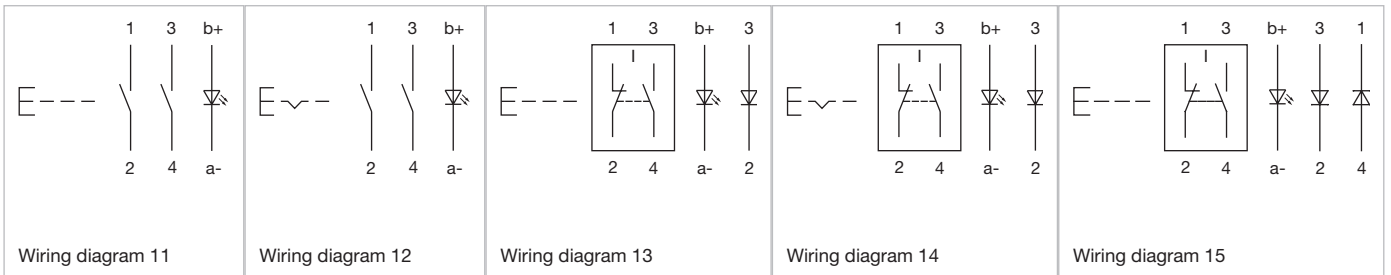 1 3 b+
2 4 a-
Wiring diagram 11
1 3 b+
2 4 a-
Wiring diagram 12
1 3 b+ 3
2 4 a- 2
Wiring diagram 13
1 3 b+ 3
2 4 a- 2
Wiring diagram 14
1 3 b+ 3 1
2 4 a- 2 4
Wiring diagram 15